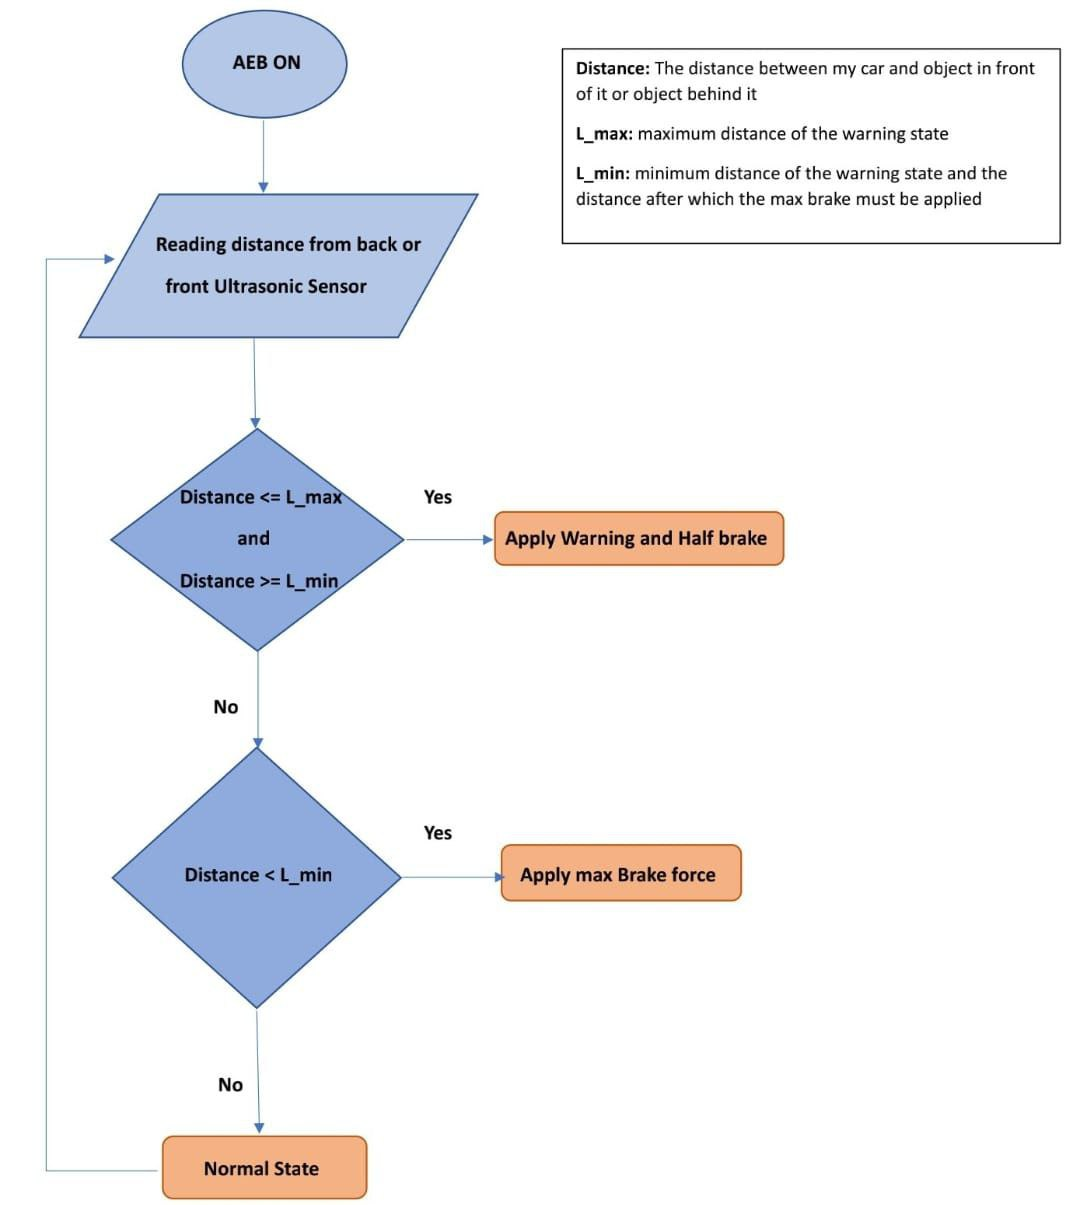 AEB ON
Distance: The distance between my car and object in front
of it or object behind it
L_max: maximum distance of the warning state
L_min: minimum distance of the warning state and the
distance after which the max brake must be applied
Reading distance from back or
front Ultrasonic Sensor
Distance <= L_max
and
Distance >= L_min
Yes
Apply Warning and Half brake
No
Distance < L_min
Yes
Apply max Brake force
No
Normal State